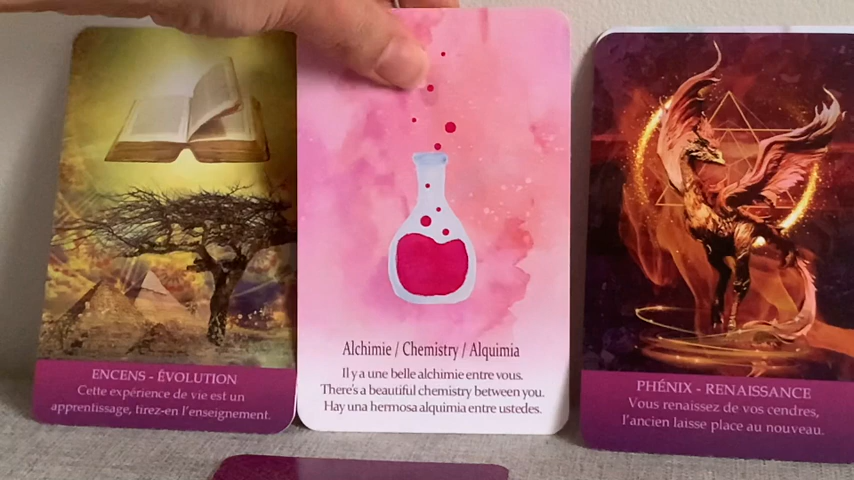 ENCENS - ÉVOLUTION
Cette expérience de vie est un
apprentissage, tirez-en l'enseignement.
Alchimie / Chemistry / Alquimia
Il y a une belle alchimie entre vous.
There's a beautiful chemistry between you.
Hay una hermosa alquimia entre ustedes.
PHÉNIX - RENAISSANCE
Vous renaissez de vos cendres,
l'ancien laisse place au nouveau.